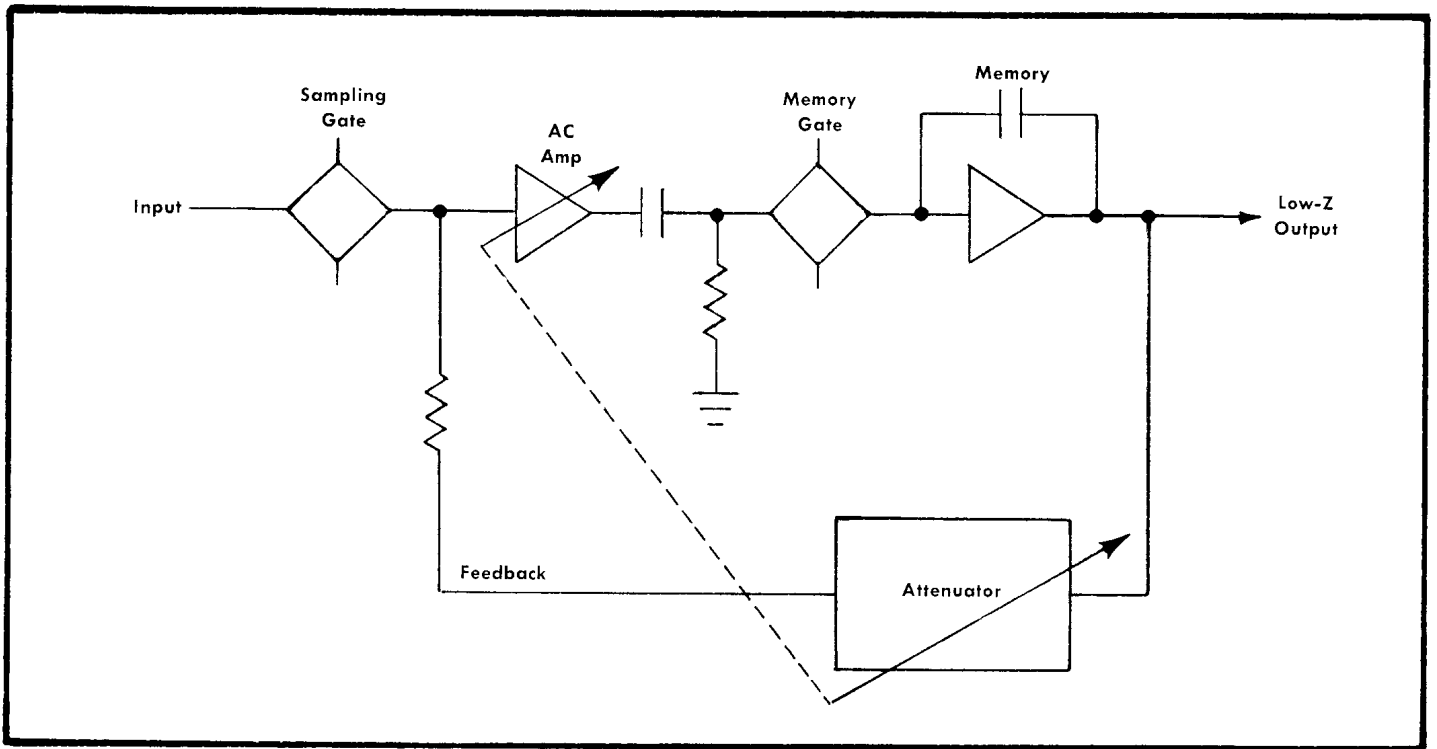 Sampling
Gate
AC
Amp
Memory
Gate
Memory
Input
Low-Z
Output
Feedback
Attenuator